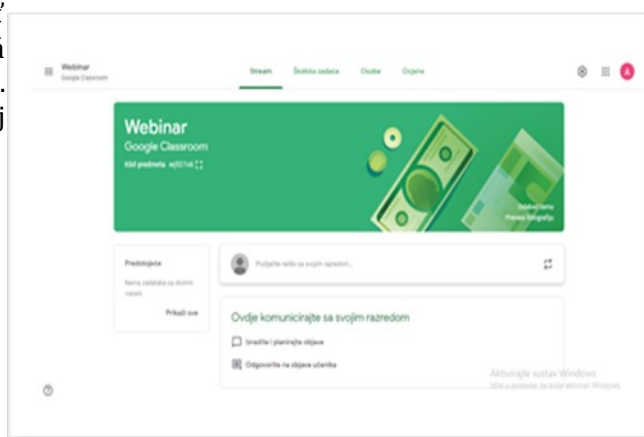 Webinar
Google Classroom
Stream Školska zadaća Osobe Ocjene
A
Webinar
Google Classroom
Kôd predmeta
Odaberi temu
Prenesi fotografiju
Predstojeće
Nema zadataka sa skorim
rokom
Prikaži sve
Podijelite nešto sa svojim razredom…
Ovdje komunicirajte sa svojim razredom
Izradite i planirajte objave
Odgovorite na objave učenika
Aktivirajte sustav Windows